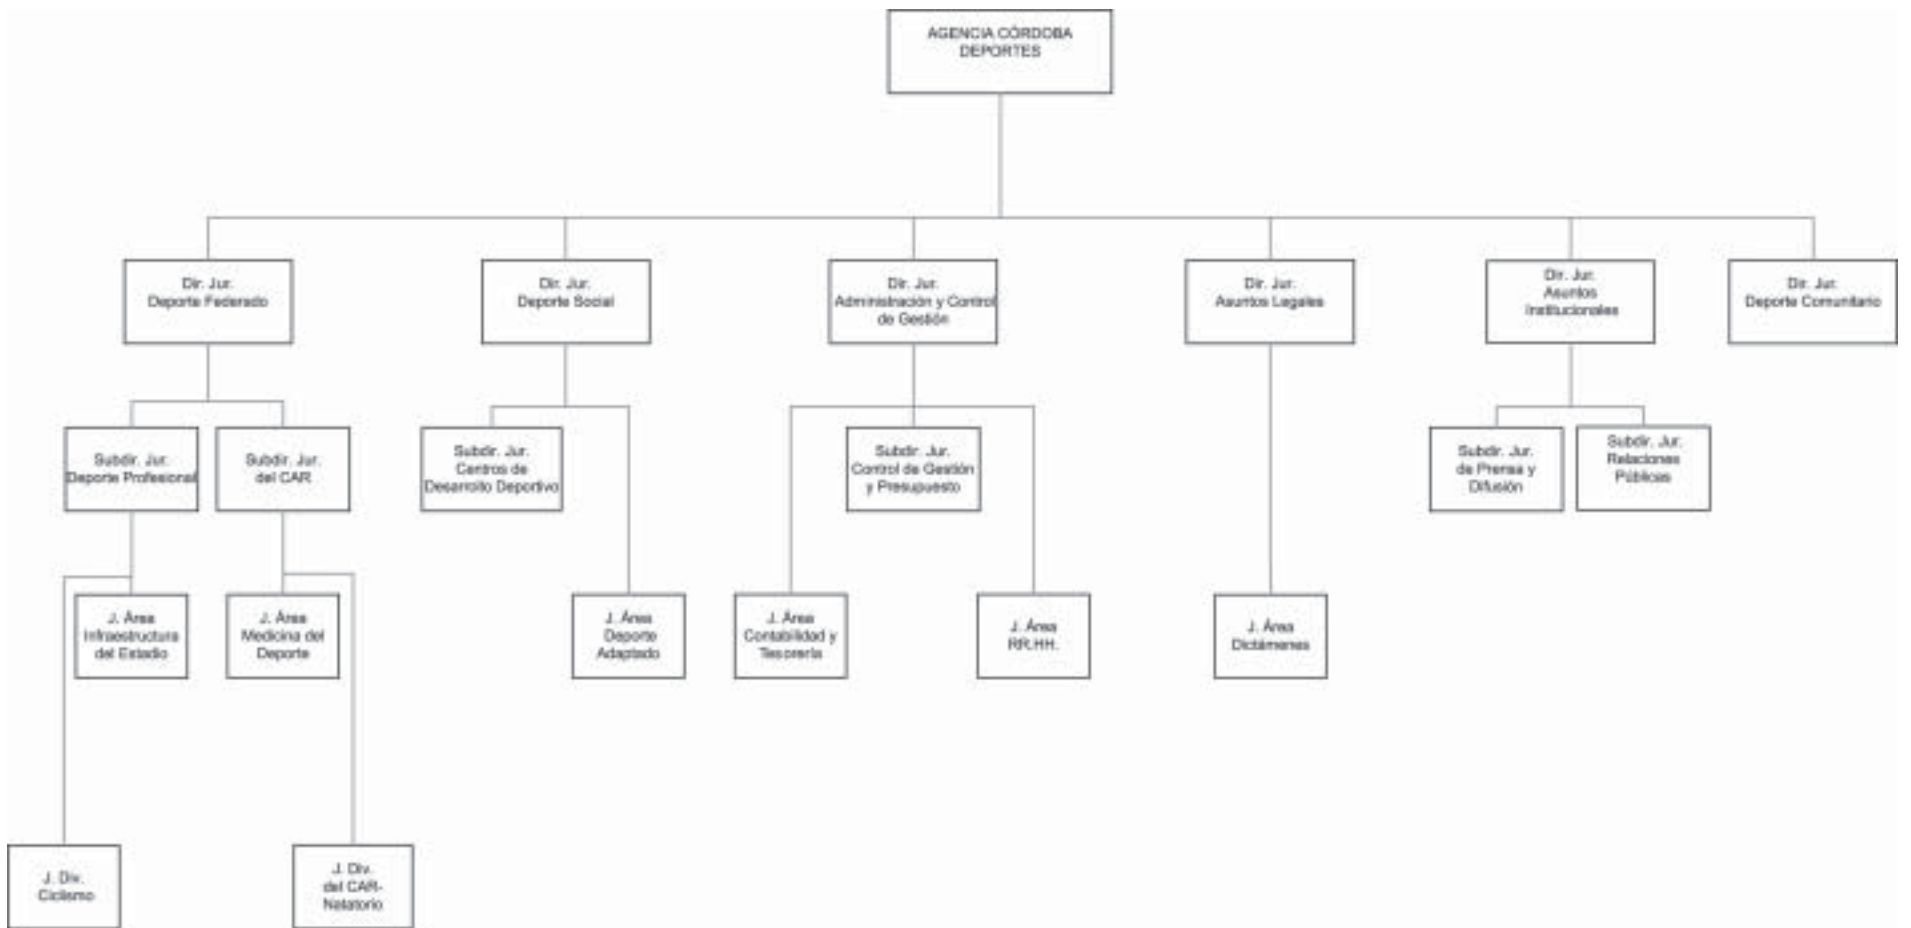 AGENCIA CÓRDOBA
DEPORTES
Dir. Jur.
Deporte Federado
Dir. Jur.
Deporte Social
Dir. Jur.
Administración y Control
de Gestión
Dir. Jur.
Asuntos Legales
Dir. Jur.
Asuntos
Institucionales
Dir. Jur.
Deporte Comunitario
Subdir. Jur.
Deporte Profesional
Subdir. Jur.
del CAR
Subdir. Jur.
Centros de
Desarrollo Deportivo
Subdir. Jur.
Control de Gestión
y Presupuesto
Subdir. Jur.
de Prensa y
Difusión
Subdir. Jur.
Relaciones
Públicas
J. Área
Infraestructura
del Estadio
J. Área
Medicina del
Deporte
J. Área
Deporte
Adaptado
J. Área
Contabilidad y
Tesorería
J. Área
RR.HH.
J. Área
Dictámenes
J. Div.
Ciclismo
J. Div.
del CAR-
Natatorio